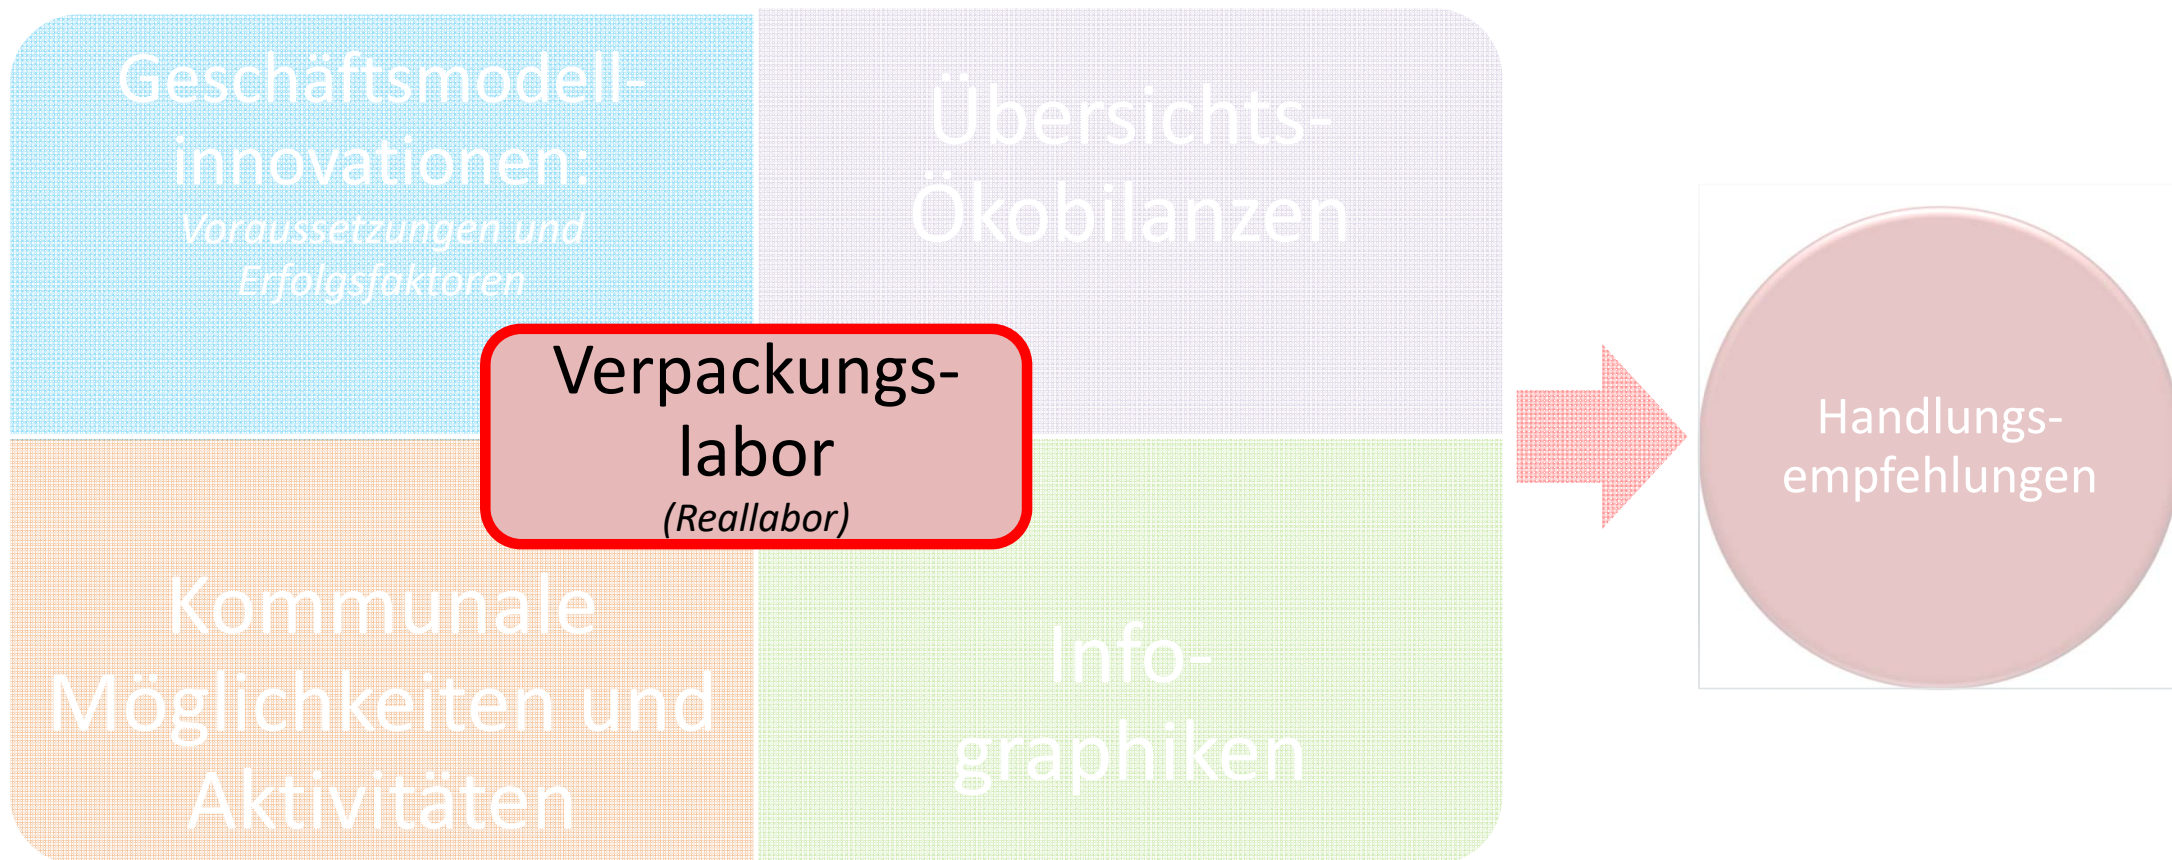 Geschäftsmodell-
innovationen:
Voraussetzungen und
Erfolgsfaktoren
Übersichts-
Ökobilanzen
Verpackungs-
labor
(Reallabor)
Kommunale
Möglichkeiten und
Aktivitäten
Info-
graphiken
Handlungs-
empfehlungen